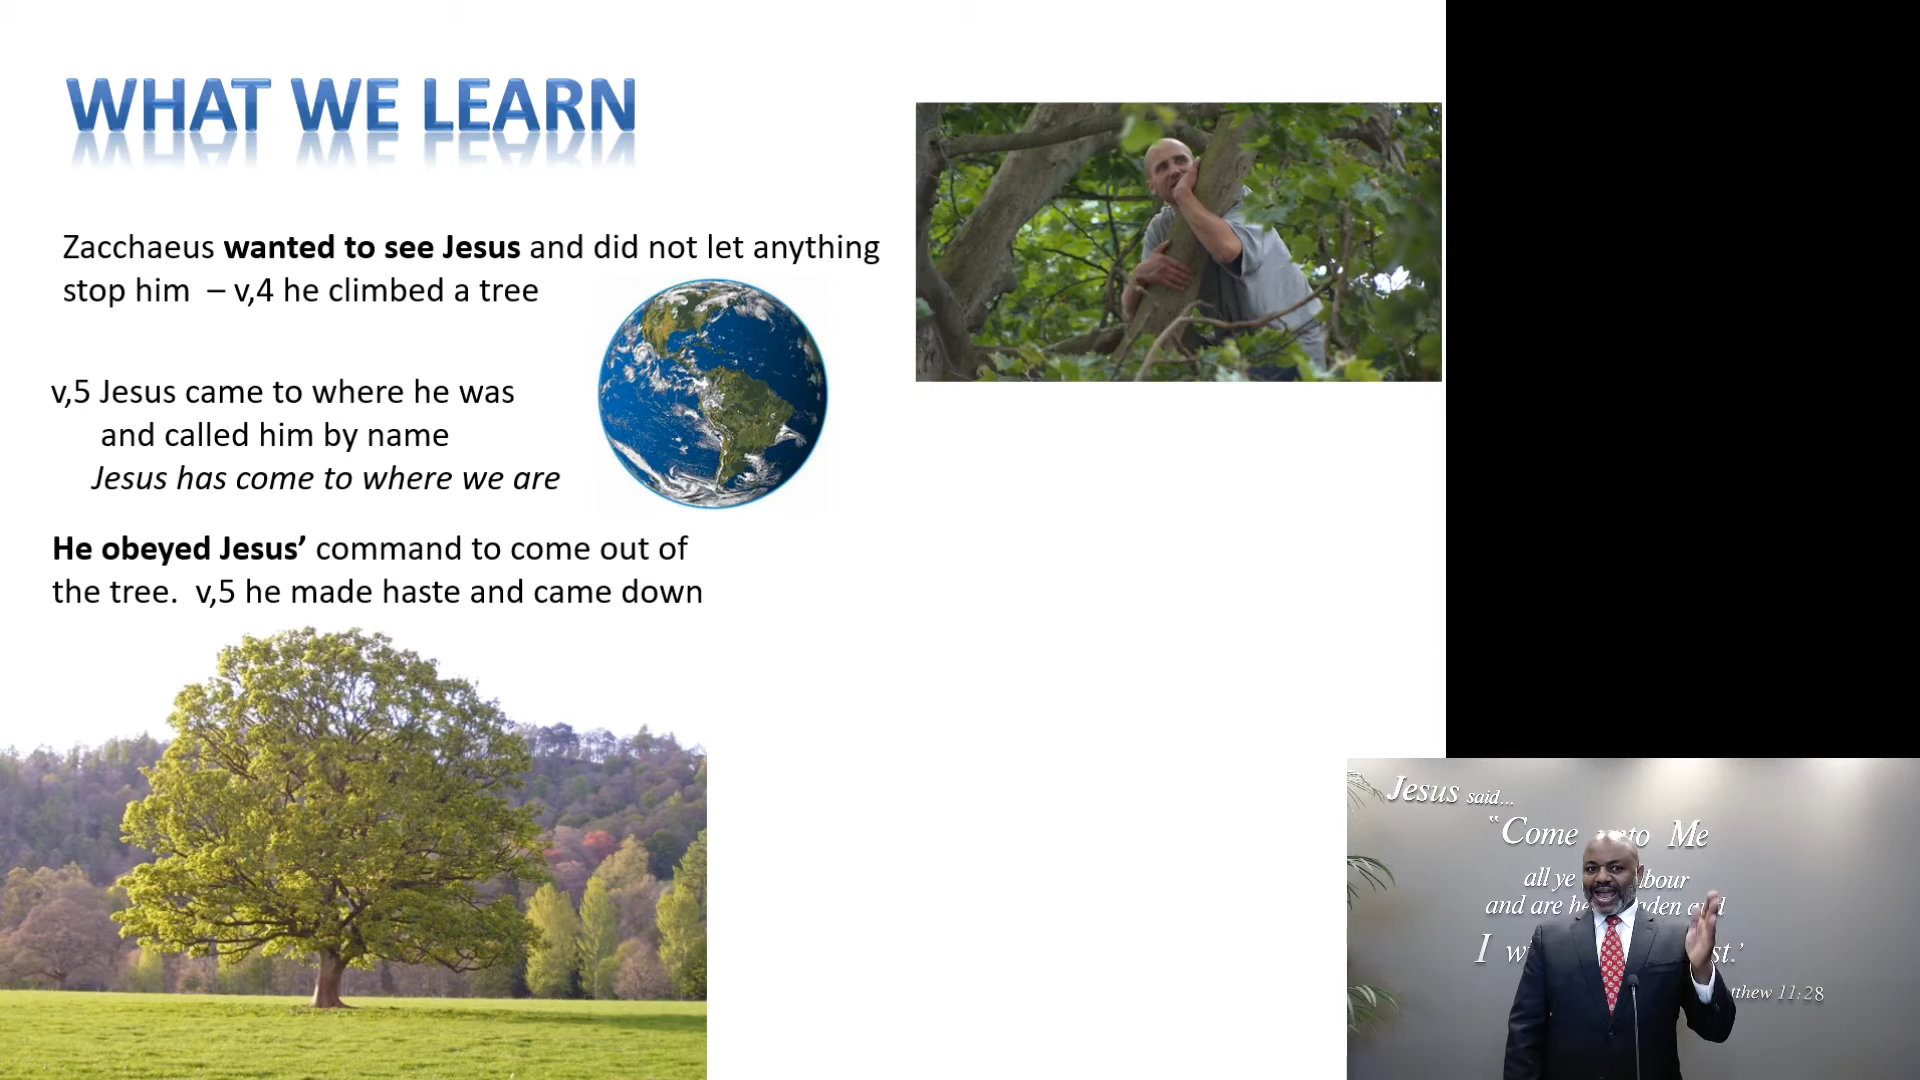 WHAT WE LEARN
Zacchaeus wanted to see Jesus and did not let anything
stop him – v,4 he climbed a tree
v,5 Jesus came to where he was
and called him by name
Jesus has come to where we are
He obeyed Jesus’ command to come out of
the tree. v,5 he made haste and came down
Jesus said...
“Come unto Me
all ye
and are
I
11:28